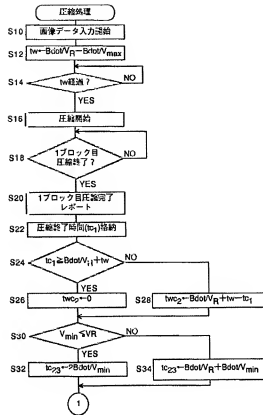 圧縮処理
S10 画像データ入力開始
S12 tw←Bdot/VR−Bdot/Vmax
S14 tw経過？ NO
YES
S16 圧縮開始
S18 1ブロック目圧縮終了？ NO
YES
S20 1ブロック目圧縮完了レポート
S22 圧縮終了時間(tc1)格納
S24 tc1≧Bdot/VH+tw NO
YES
S26 twc2←0 S28 twc2←Bdot/VR+tw−tc1
S30 Vmin≦VR NO
YES
S32 tc23←2Bdot/Vmin S34 tc23←Bdot/VR+Bdot/Vmin
1